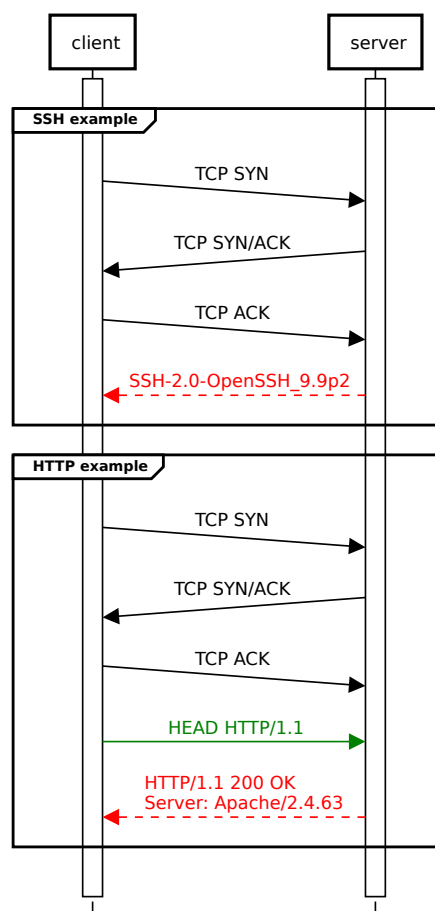 client
server
SSH example
TCP SYN
TCP SYN/ACK
TCP ACK
SSH-2.0-OpenSSH_9.9p2
HTTP example
TCP SYN
TCP SYN/ACK
TCP ACK
HEAD HTTP/1.1
HTTP/1.1 200 OK
Server: Apache/2.4.63